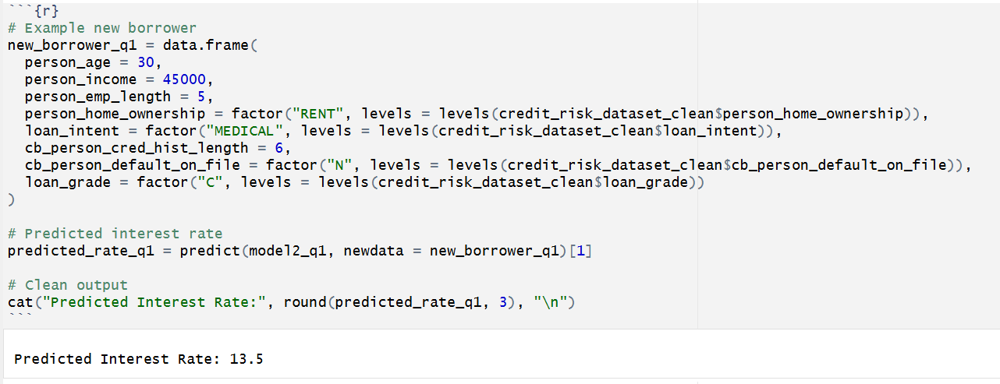 ```{r}
# Example new borrower
new_borrower_q1 = data.frame(
  person_age = 30,
  person_income = 45000,
  person_emp_length = 5,
  person_home_ownership = factor("RENT", levels = levels(credit_risk_dataset_clean$person_home_ownership)),
  loan_intent = factor("MEDICAL", levels = levels(credit_risk_dataset_clean$loan_intent)),
  cb_person_cred_hist_length = 6,
  cb_person_default_on_file = factor("N", levels = levels(credit_risk_dataset_clean$cb_person_default_on_file)),
  loan_grade = factor("C", levels = levels(credit_risk_dataset_clean$loan_grade))
)
# Predicted interest rate
predicted_rate_q1 = predict(model2_q1, newdata = new_borrower_q1)[1]
# Clean output
cat("Predicted Interest Rate:", round(predicted_rate_q1, 3), "\n")
```
Predicted Interest Rate: 13.5